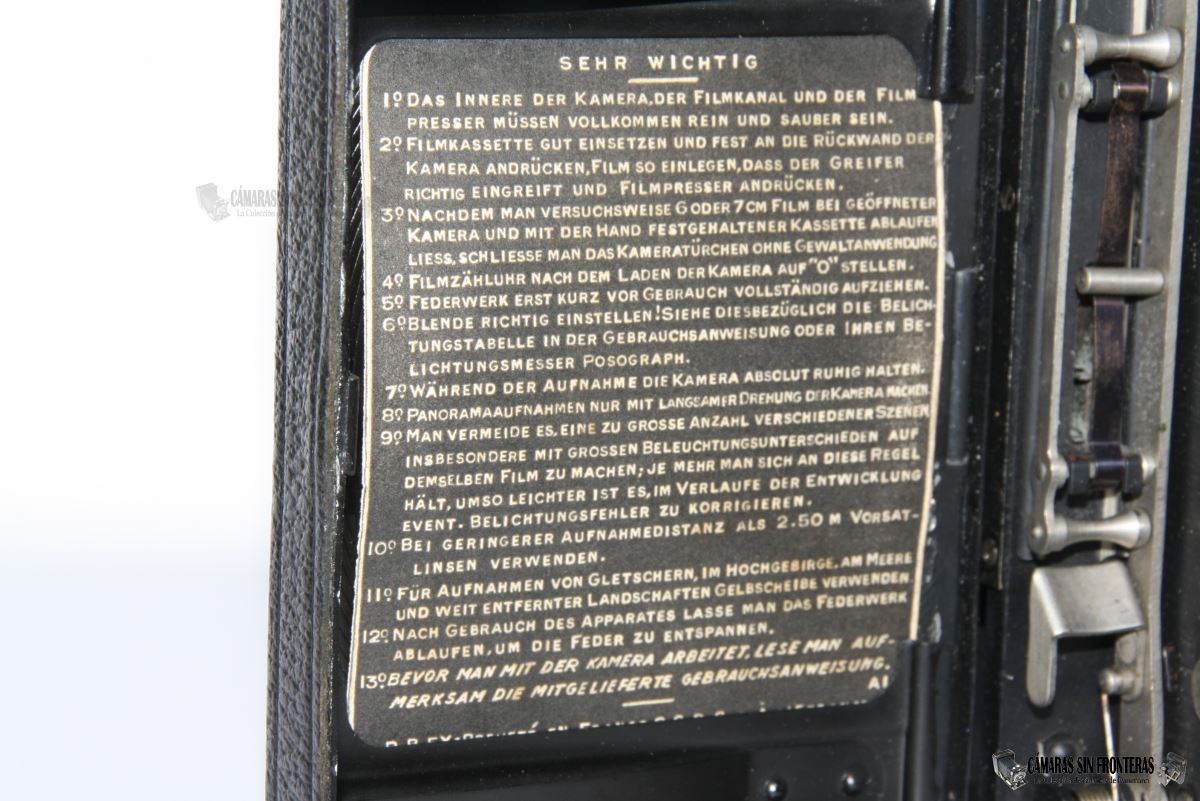 SEHR WICHTIG
1º DAS INNERE DER KAMERA, DER FILMKANAL UND DER FILM
PRESSER MÜSSEN VOLLKOMMEN REIN UND SAUBER SEIN.
2º FILMKASSETTE GUT EINSETZEN UND FEST AN DIE RÜCKWAND DER
KAMERA ANDRÜCKEN, FILM SO EINLEGEN, DASS DER GREIFER
RICHTIG EINGREIFT UND FILMPRESSER ANDRÜCKEN.
3º NACHDEM MAN VERSUCHSWEISE 6 ODER 7 CM FILM BEI GEÖFFNETER
KAMERA UND MIT DER HAND FESTGEHALTENER KASSETTE ABLAUFEN
LIESS, SCHLIESSE MAN DAS KAMERATÜRCHEN OHNE GEWALTANWENDUNG
4º FILMZÄHLUHR NACH DEM LADEN DER KAMERA AUF "O" STELLEN.
5º FEDERWERK ERST KURZ VOR GEBRAUCH VOLLSTÄNDIG AUFZIEHEN.
6º BLENDE RICHTIG EINSTELLEN! SIEHE DIESBEZÜGLICH DIE BELICH-
TUNGSTABELLE IN DER GEBRAUCHSANWEISUNG ODER IHREN BE-
LICHTUNGSMESSER POSOGRAPH.
7º WÄHREND DER AUFNAHME DIE KAMERA ABSOLUT RUHIG HALTEN.
8º PANORAMAAUFNAHMEN NUR MIT LANGSAMER DREHUNG DER KAMERA MACHEN
9º MAN VERMEIDE ES, EINE ZU GROSSE ANZAHL VERSCHIEDENER SZENEN
INSBESONDERE MIT GROSSEN BELEUCHTUNGSUNTERSCHIEDEN AUF
DEMSELBEN FILM ZU MACHEN; JE MEHR MAN SICH AN DIESE REGEL
HÄLT, UMSO LEICHTER IST ES, IM VERLAUFE DER ENTWICKLUNG
EVENT. BELICHTUNGSFEHLER ZU KORRIGIEREN.
10º BEI GERINGERER AUFNAHMEDISTANZ ALS 2.50 M VORSAT-
LINSEN VERWENDEN.
11º FÜR AUFNAHMEN VON GLETSCHERN, IM HOCHGEBIRGE, AM MEERE
UND WEIT ENTFERNTER LANDSCHAFTEN GELBSCHEIBE VERWENDEN
12º NACH GEBRAUCH DES APPARATES LASSE MAN DAS FEDERWERK
ABLAUFEN, UM DIE FEDER ZU ENTSPANNEN.
13º BEVOR MAN MIT DER KAMERA ARBEITET, LESE MAN AUF-
MERKSAM DIE MITGELIEFERTE GEBRAUCHSANWEISUNG.
Al
CÁMARAS SIN FRONTERAS